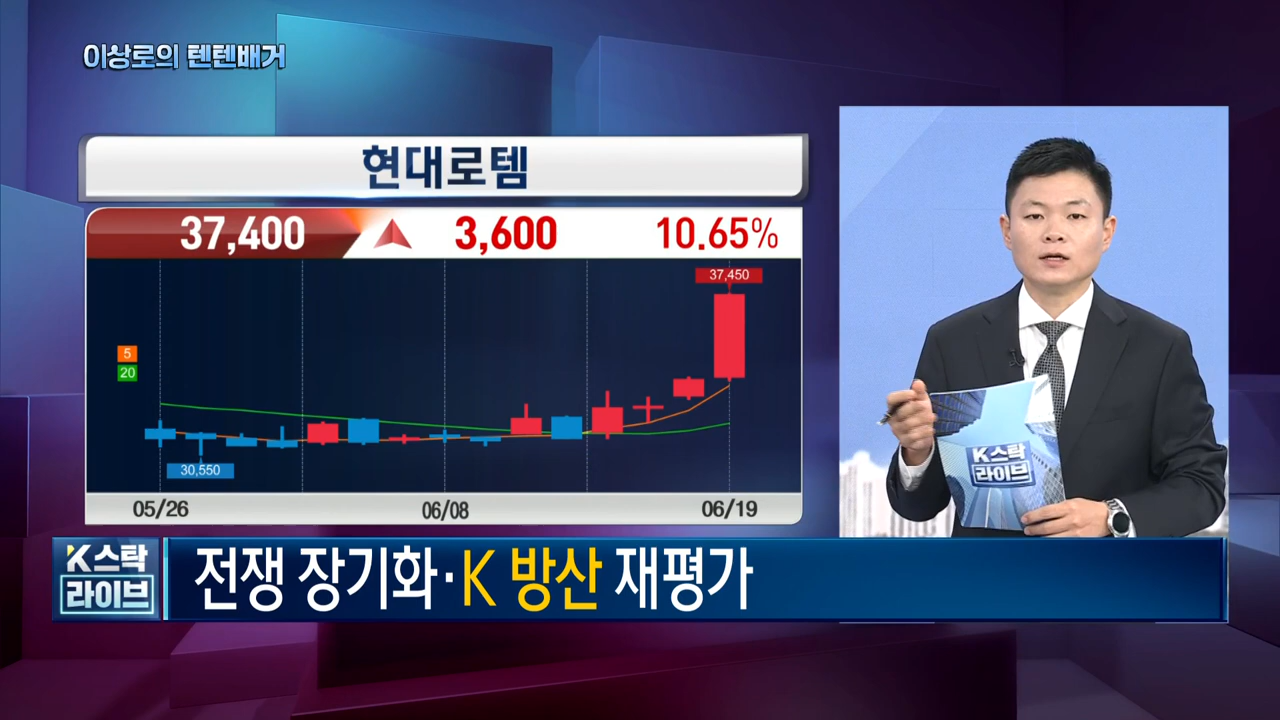 이상로의 텐텐배거
현대로템
37,400 ▲ 3,600 10.65%
37,450
5
20
30,550
05/26 06/08 06/19
K스탁
라이브
K스탁
라이브
전쟁 장기화·K 방산 재평가